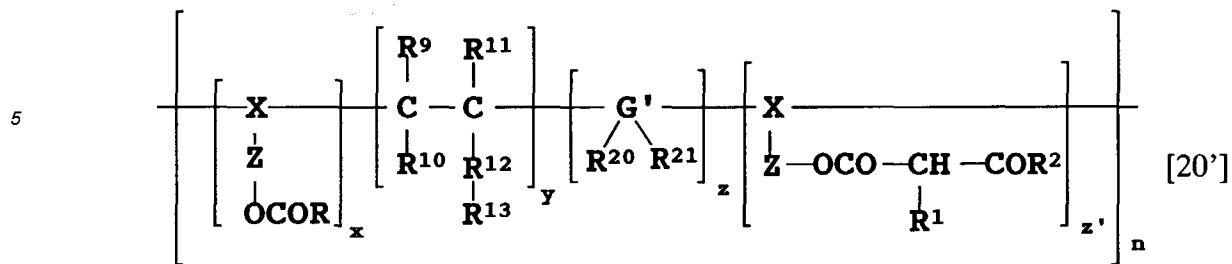 R9 R11
5 X C C G' X
Z R10 R12 R20 R21 z Z OCO CH COR2 [20']
OCOR x R13 y R1 z' n